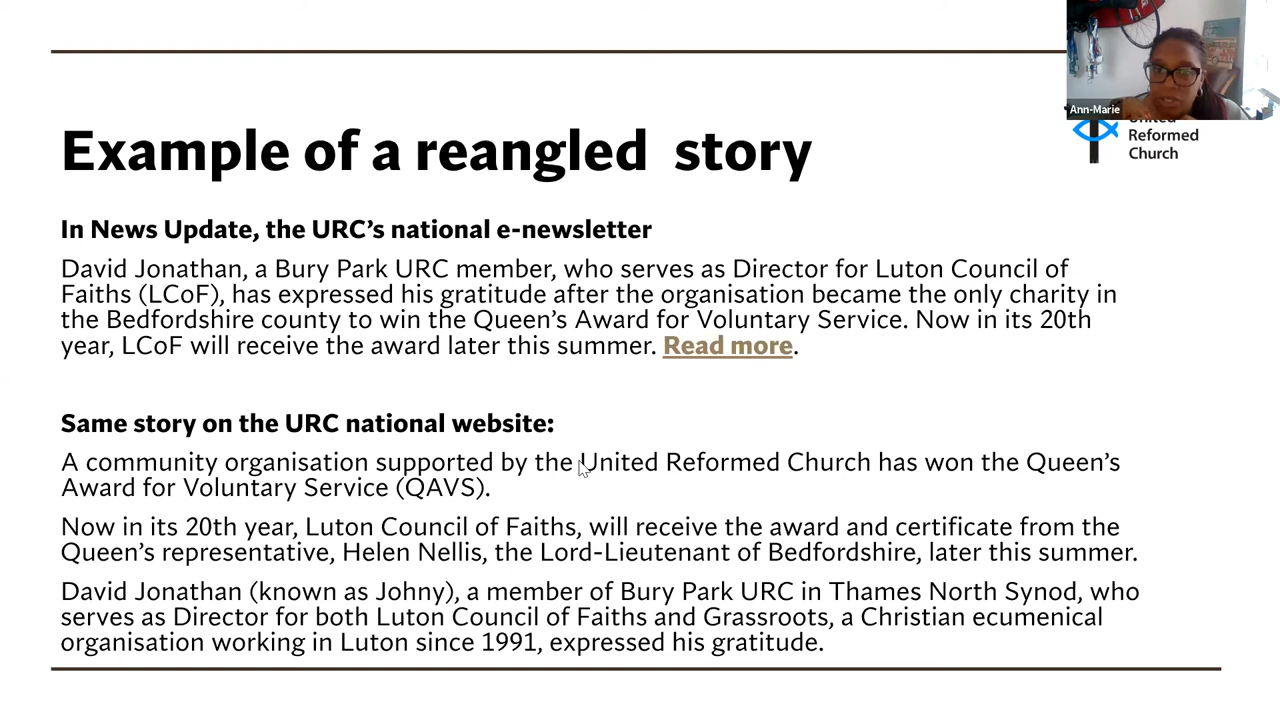 Ann-Marie
United
Reformed
Church
Example of a reangled  story
In News Update, the URC’s national e-newsletter
David Jonathan, a Bury Park URC member, who serves as Director for Luton Council of
Faiths (LCoF), has expressed his gratitude after the organisation became the only charity in
the Bedfordshire county to win the Queen’s Award for Voluntary Service. Now in its 20th
year, LCoF will receive the award later this summer. Read more.
Same story on the URC national website:
A community organisation supported by the United Reformed Church has won the Queen’s
Award for Voluntary Service (QAVS).
Now in its 20th year, Luton Council of Faiths, will receive the award and certificate from the
Queen’s representative, Helen Nellis, the Lord-Lieutenant of Bedfordshire, later this summer.
David Jonathan (known as Johny), a member of Bury Park URC in Thames North Synod, who
serves as Director for both Luton Council of Faiths and Grassroots, a Christian ecumenical
organisation working in Luton since 1991, expressed his gratitude.